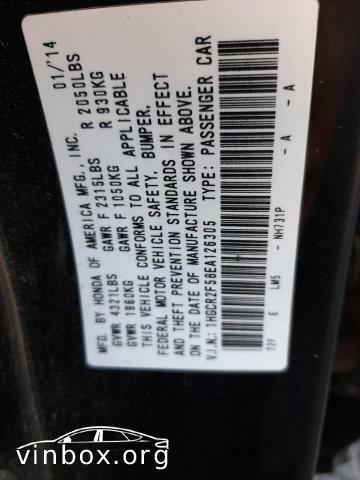 MFD. BY HONDA OF AMERICA MFG., INC. 01/'14
GVWR 4321LBS GAWR F 2315LBS R 2050LBS
GVWR 1960KG GAWR F 1050KG R 930KG
THIS VEHICLE CONFORMS TO ALL APPLICABLE
FEDERAL MOTOR VEHICLE SAFETY, BUMPER,
AND THEFT PREVENTION STANDARDS IN EFFECT
ON THE DATE OF MANUFACTURE SHOWN ABOVE.
V.I.N.: 1HGCR2F58EA126305 TYPE: PASSENGER CAR
T2F E LM5 NH731P - A - A
vinbox.org